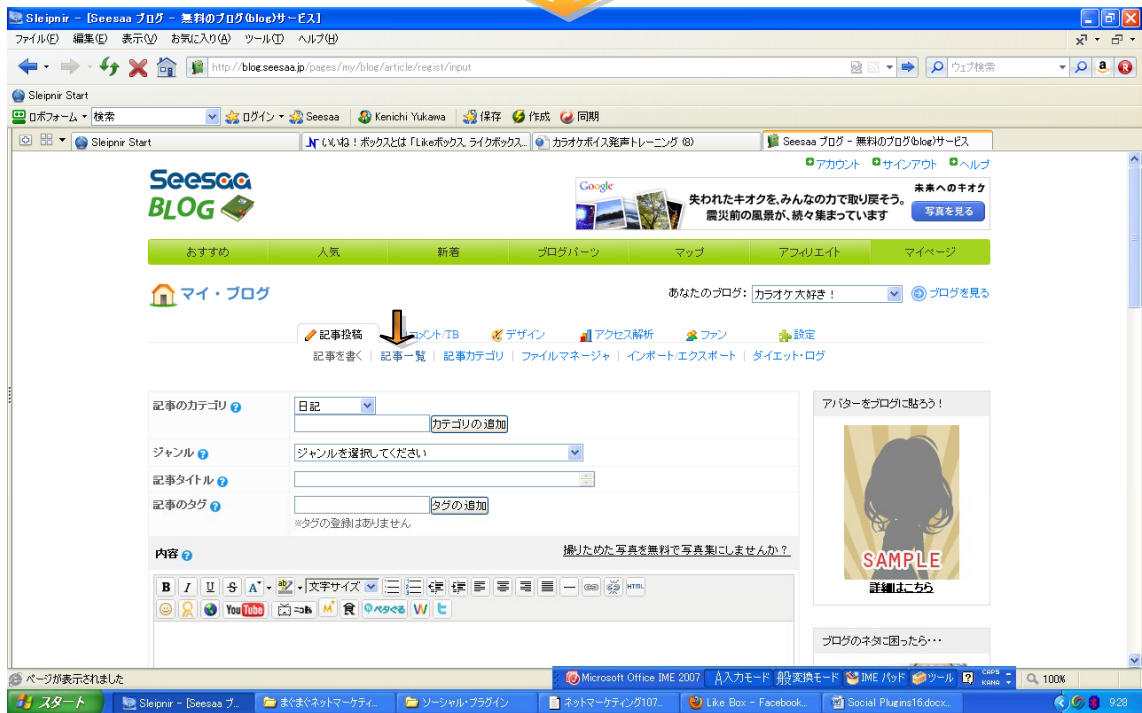 Sleipnir - [Seesaa ブログ - 無料のブログ(blog)サービス]
ファイル(F) 編集(E) 表示(V) お気に入り(A) ツール(T) ヘルプ(H)
http://blog.seesaa.jp/pages/my/blog/article/regist/input ウェブ検索
Sleipnir Start
ロボフォーム 検索 ログイン Seesaa Kenichi Yukawa 保存 作成 同期
Sleipnir Start いいね！ボックスとは「Likeボックス、ライクボックス... カラオケボイス発声トレーニング (8) Seesaa ブログ - 無料のブログ(blog)サービス
アカウント サインアウト ヘルプ
Seesaa
BLOG
Google
失われたキオクを、みんなの力で取り戻そう。
震災前の風景が、続々集まっています
未来へのキオク
写真を見る
おすすめ 人気 新着 ブログパーツ マップ アフィリエイト マイページ
マイ・ブログ あなたのブログ: カラオケ大好き！ ブログを見る
記事投稿 コメント/TB デザイン アクセス解析 ファン 設定
記事を書く | 記事一覧 | 記事カテゴリ | ファイルマネージャ | インポート/エクスポート | ダイエット・ログ
記事のカテゴリ 日記
カテゴリの追加
ジャンル ジャンルを選択してください
記事タイトル
記事のタグ タグの追加
※タグの登録はありません
内容 撮りためた写真を無料で写真集にしませんか？
B I U S A ab 文字サイズ HTML
You Tube コnh M 食 ペタぐる W t
アバターをブログに貼ろう！
SAMPLE
詳細はこちら
ブログのネタに困ったら・・・
ページが表示されました Microsoft Office IME 2007 A入力モード 般変換モード IME パッド ツール CAPS KANA 100%
スタート Sleipnir - [Seesaa ブ... まぐまぐネットマーケティ... ソーシャル・プラグイン ネットマーケティング107... Like Box - Facebook... Social Plugins16.docx... 9:28